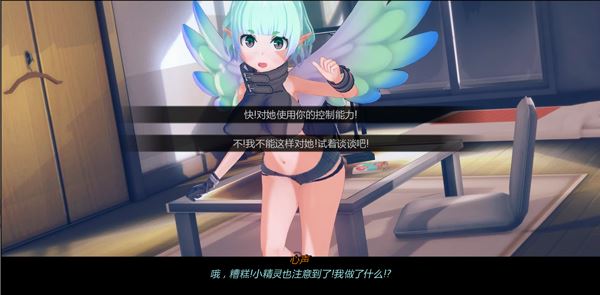 快!对她使用你的控制能力!
不!我不能这样对她!试着谈谈吧!
心声
哦，糟糕!小精灵也注意到了!我做了什么!?